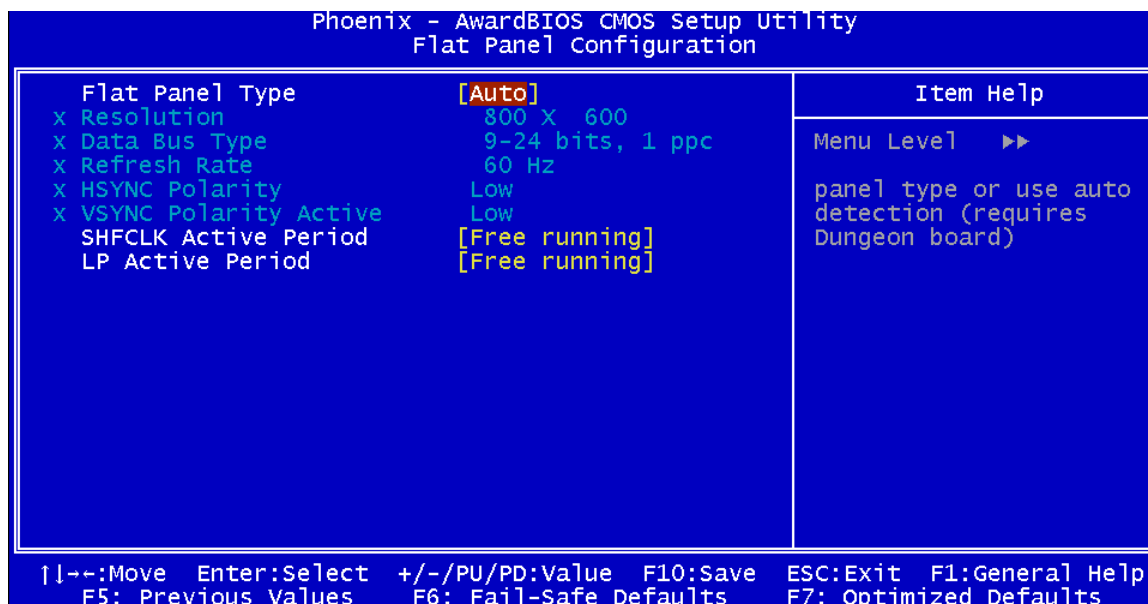 Phoenix - AwardBIOS CMOS Setup Utility
Flat Panel Configuration
Flat Panel Type [Auto]
x Resolution 800 X 600
x Data Bus Type 9-24 bits, 1 ppc
x Refresh Rate 60 Hz
x HSYNC Polarity Low
x VSYNC Polarity Active Low
SHFCLK Active Period [Free running]
LP Active Period [Free running]
Item Help
Menu Level ▶▶
panel type or use auto
detection (requires
Dungeon board)
↑↓→←:Move Enter:Select +/-/PU/PD:Value F10:Save ESC:Exit F1:General Help
F5: Previous Values F6: Fail-Safe Defaults F7: Optimized Defaults